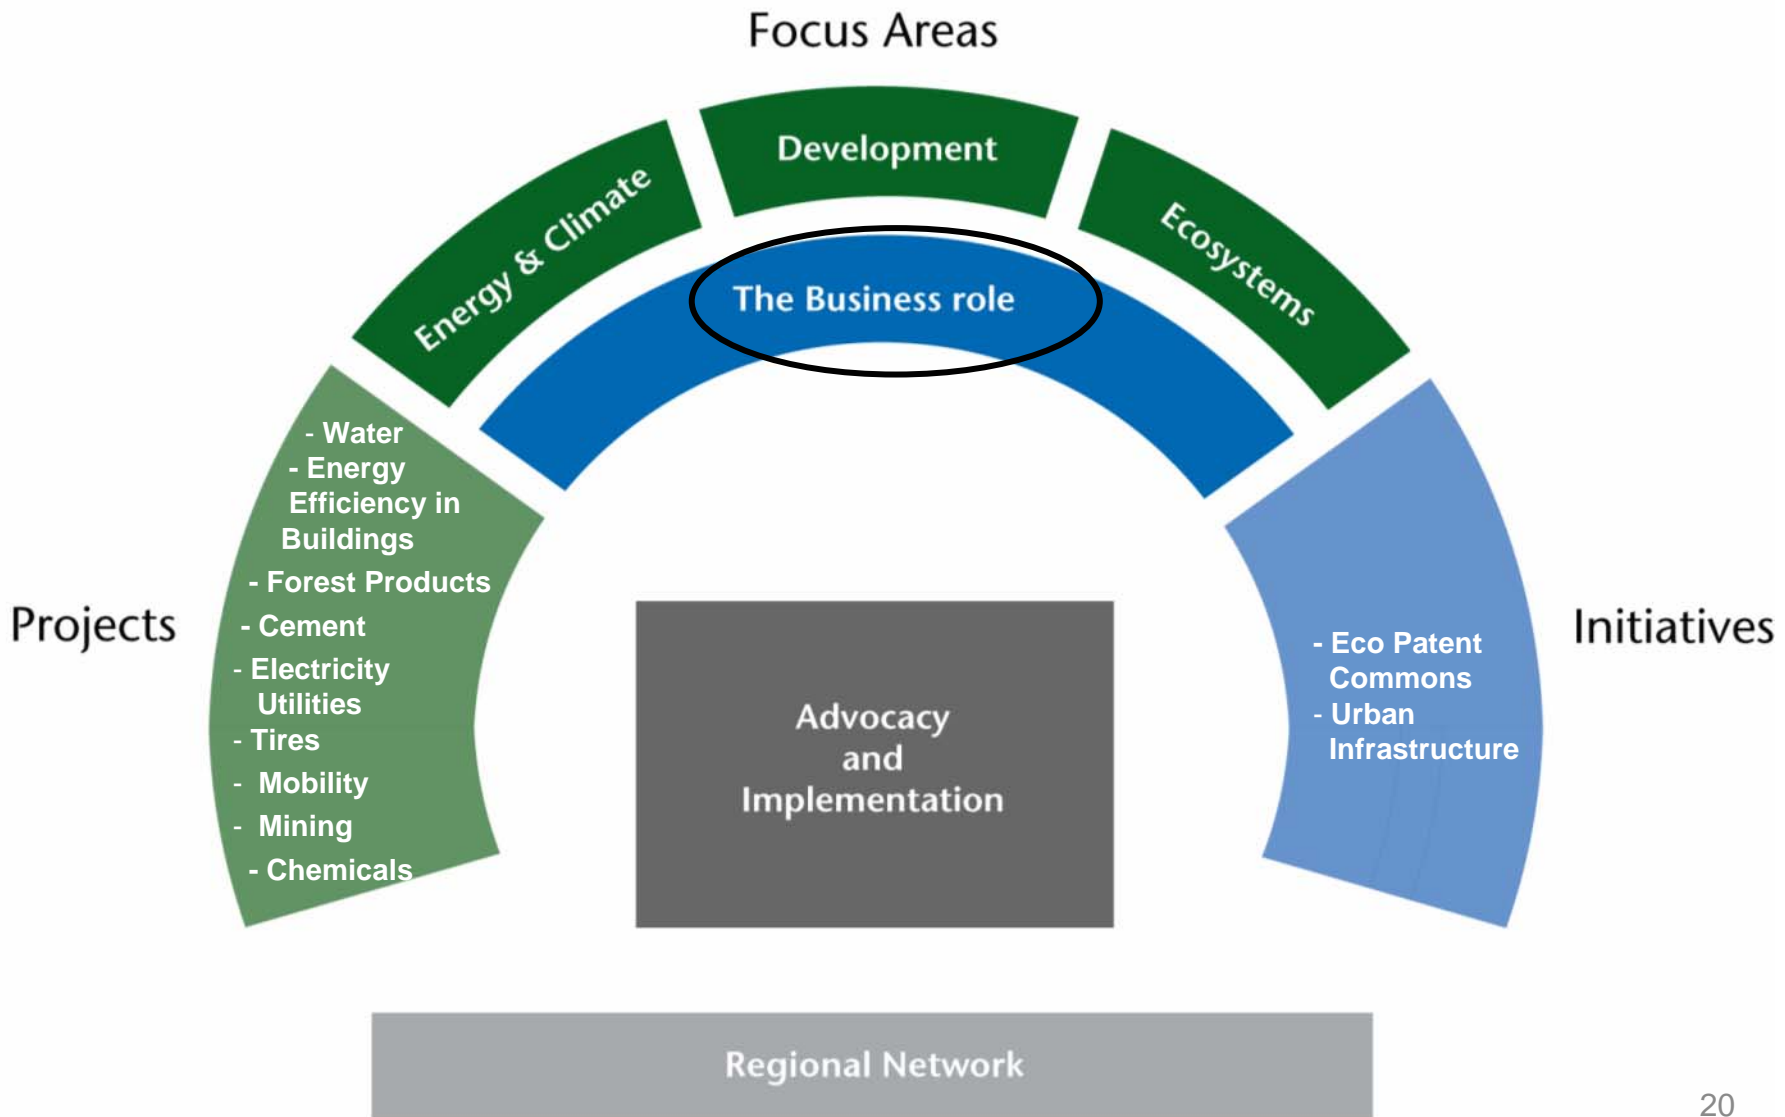 Focus Areas
Development
Energy & Climate
Ecosystems
The Business role
Projects
- Water
- Energy
Efficiency in
Buildings
- Forest Products
- Cement
- Electricity
Utilities
- Tires
- Mobility
- Mining
- Chemicals
Advocacy
and
Implementation
Initiatives
- Eco Patent
Commons
- Urban
Infrastructure
Regional Network
20